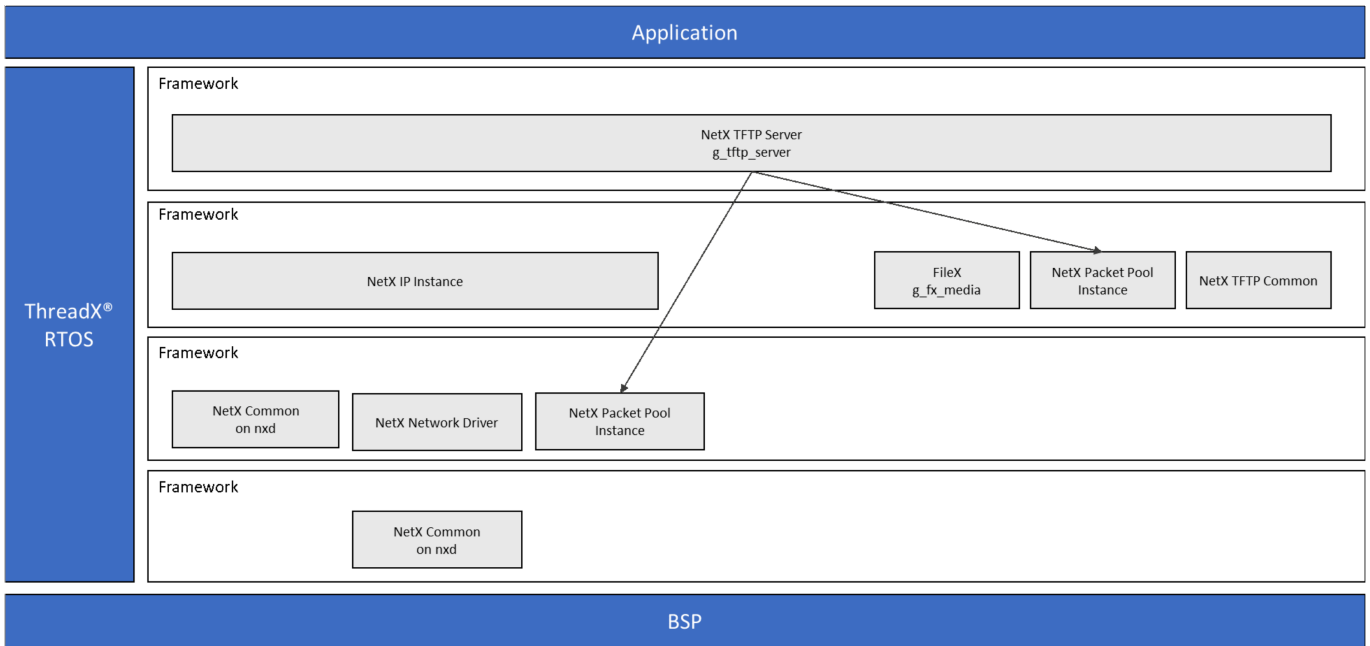 Application
ThreadX®
RTOS
Framework
NetX TFTP Server
g_tftp_server
Framework
NetX IP Instance
FileX
g_fx_media
NetX Packet Pool
Instance
NetX TFTP Common
Framework
NetX Common
on nxd
NetX Network Driver
NetX Packet Pool
Instance
Framework
NetX Common
on nxd
BSP